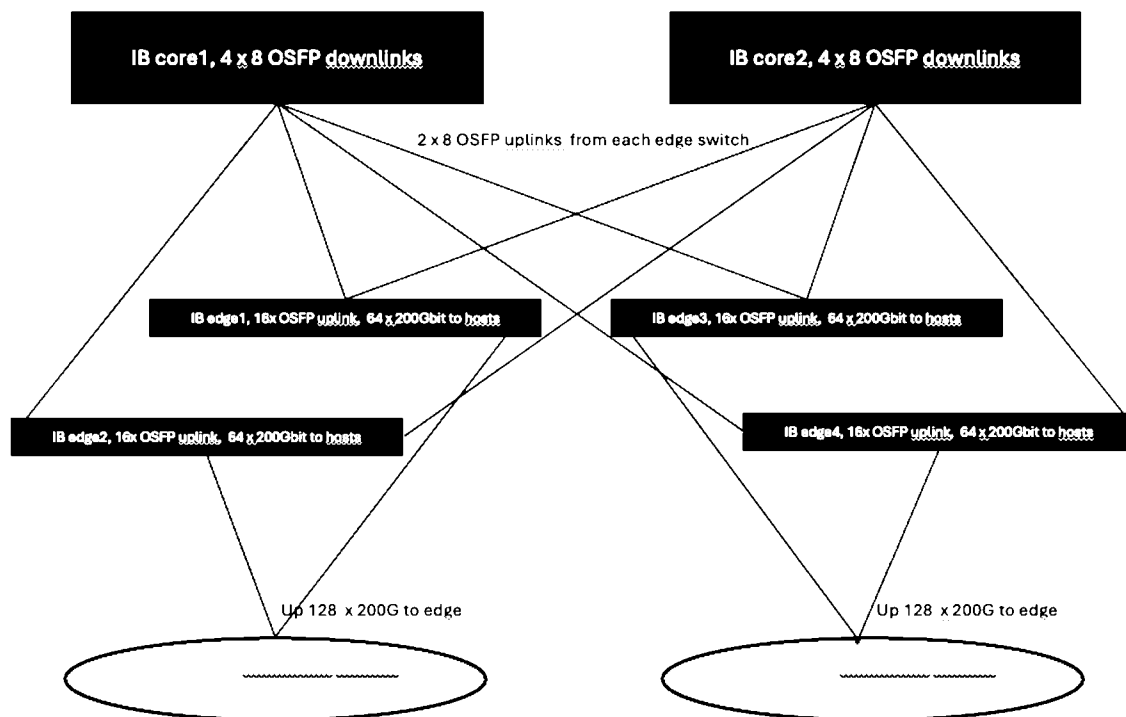 IB core1, 4 x 8 OSFP downlinks
IB core2, 4 x 8 OSFP downlinks
2 x 8 OSFP uplinks from each edge switch
IB edge1, 16x OSFP uplink, 64 x 200Gbit to hosts
IB edge3, 16x OSFP uplink, 64 x 200Gbit to hosts
IB edge2, 16x OSFP uplink, 64 x 200Gbit to hosts
IB edge4, 16x OSFP uplink, 64 x 200Gbit to hosts
Up 128 x 200G to edge
Up 128 x 200G to edge